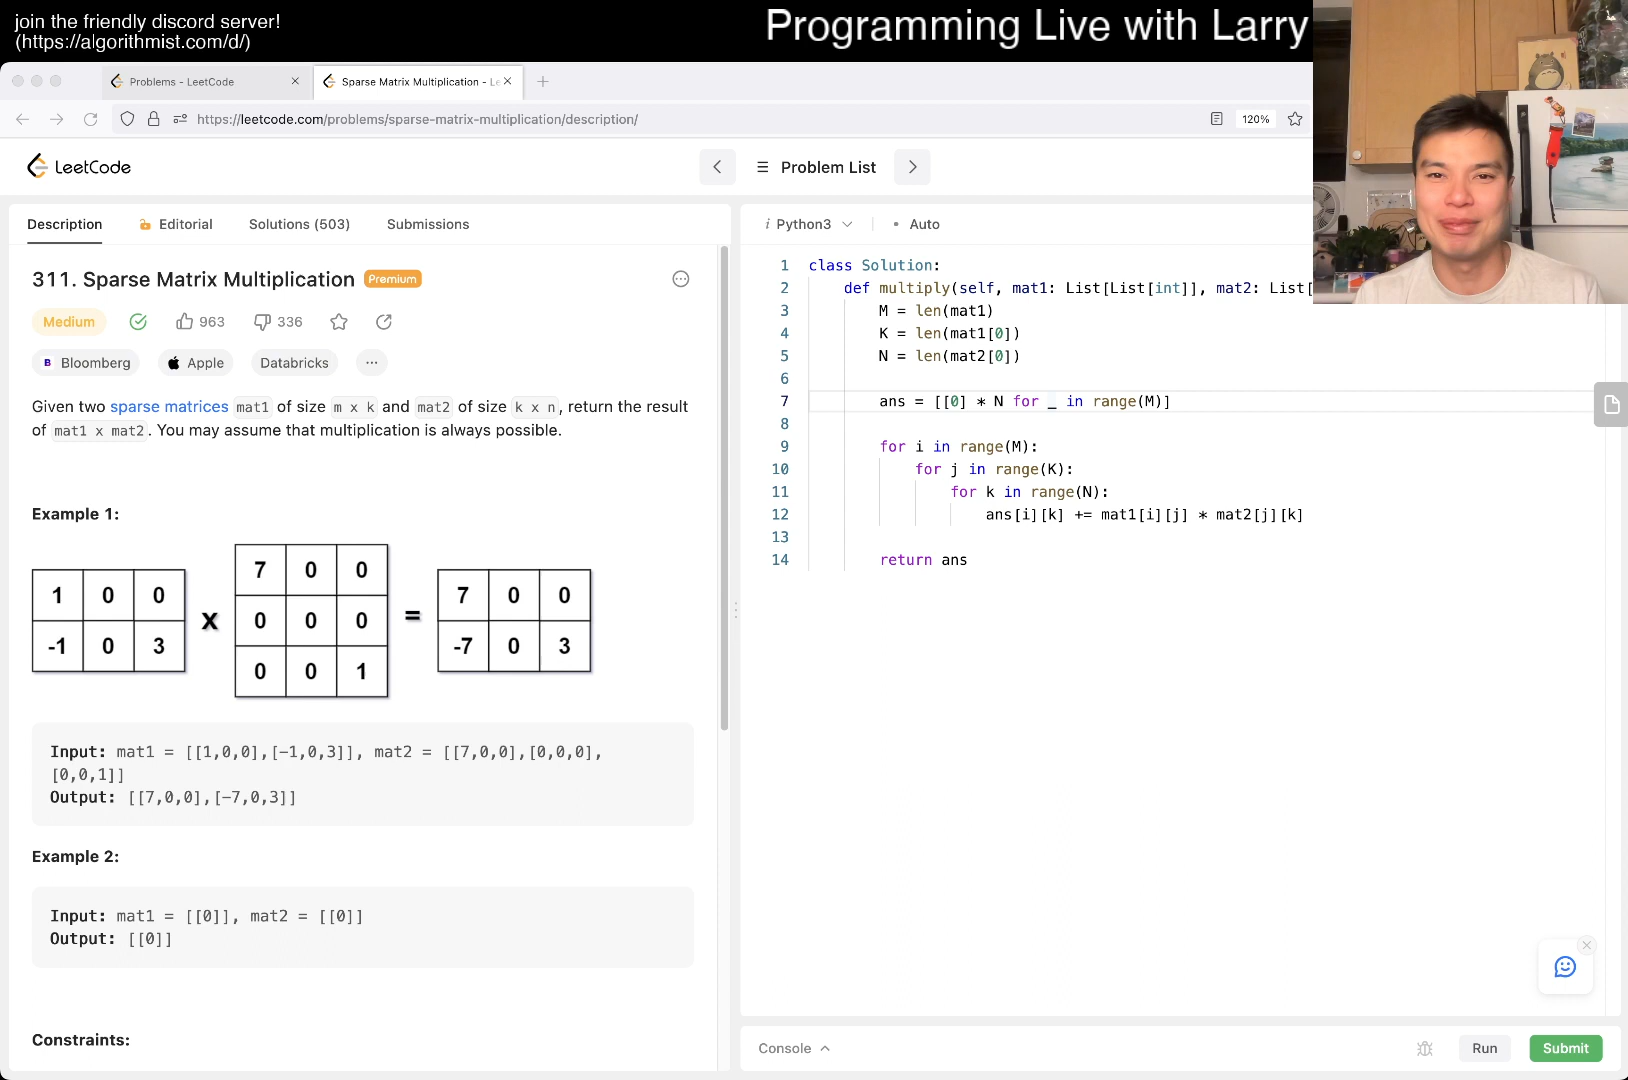 join the friendly discord server!
(https://algorithmist.com/d/)
Programming Live with Larry
Problems - LeetCode
Sparse Matrix Multiplication - Le
https://leetcode.com/problems/sparse-matrix-multiplication/description/
120%
LeetCode
Problem List
Description
Editorial
Solutions (503)
Submissions
311. Sparse Matrix Multiplication
Premium
Medium
963
336
B Bloomberg
Apple
Databricks
Given two sparse matrices mat1 of size m x k and mat2 of size k x n, return the result
of mat1 x mat2. You may assume that multiplication is always possible.
Example 1:
1 0 0
-1 0 3
x
7 0 0
0 0 0
0 0 1
=
7 0 0
-7 0 3
Input: mat1 = [[1,0,0],[-1,0,3]], mat2 = [[7,0,0],[0,0,0],
[0,0,1]]
Output: [[7,0,0],[-7,0,3]]
Example 2:
Input: mat1 = [[0]], mat2 = [[0]]
Output: [[0]]
Constraints:
i Python3
Auto
1 class Solution:
2 def multiply(self, mat1: List[List[int]], mat2: List[
3 M = len(mat1)
4 K = len(mat1[0])
5 N = len(mat2[0])
6
7 ans = [[0] * N for _ in range(M)]
8
9 for i in range(M):
10 for j in range(K):
11 for k in range(N):
12 ans[i][k] += mat1[i][j] * mat2[j][k]
13
14 return ans
Console
Run
Submit